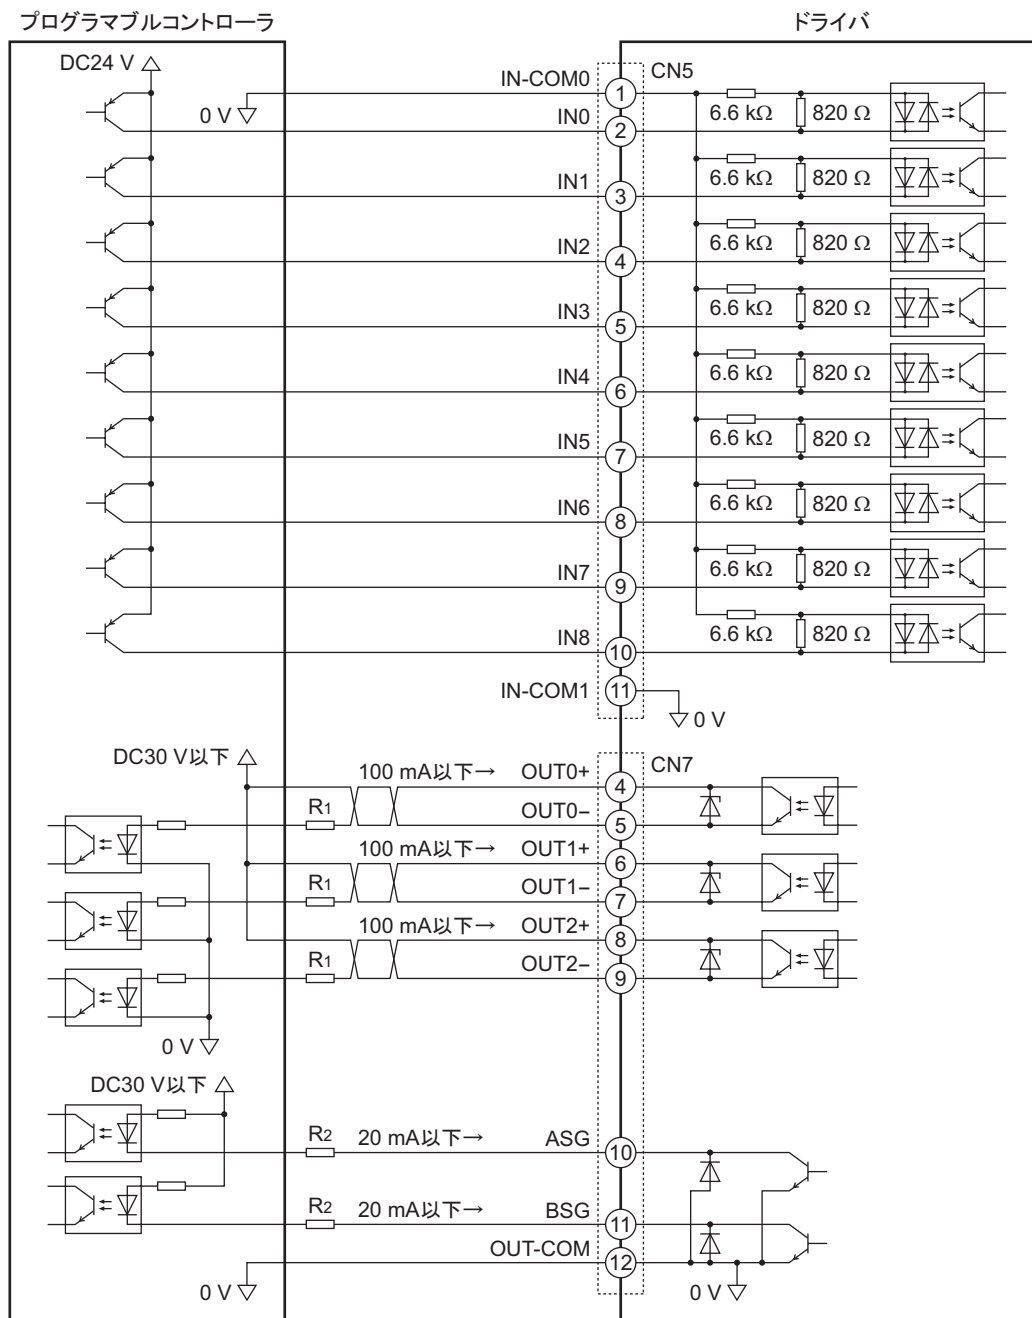 プログラマブルコントローラ
ドライバ
DC24 V
CN5
IN-COM0
0 V
1
6.6 kΩ
820 Ω
IN0
2
6.6 kΩ
820 Ω
IN1
3
6.6 kΩ
820 Ω
IN2
4
6.6 kΩ
820 Ω
IN3
5
6.6 kΩ
820 Ω
IN4
6
6.6 kΩ
820 Ω
IN5
7
6.6 kΩ
820 Ω
IN6
8
6.6 kΩ
820 Ω
IN7
9
6.6 kΩ
820 Ω
IN8
10
IN-COM1
11
0 V
DC30 V以下
CN7
100 mA以下→
OUT0+
4
R1
OUT0−
5
100 mA以下→
OUT1+
6
R1
OUT1−
7
100 mA以下→
OUT2+
8
R1
OUT2−
9
0 V
DC30 V以下
R2
20 mA以下→
ASG
10
R2
20 mA以下→
BSG
11
OUT-COM
12
0 V
0 V